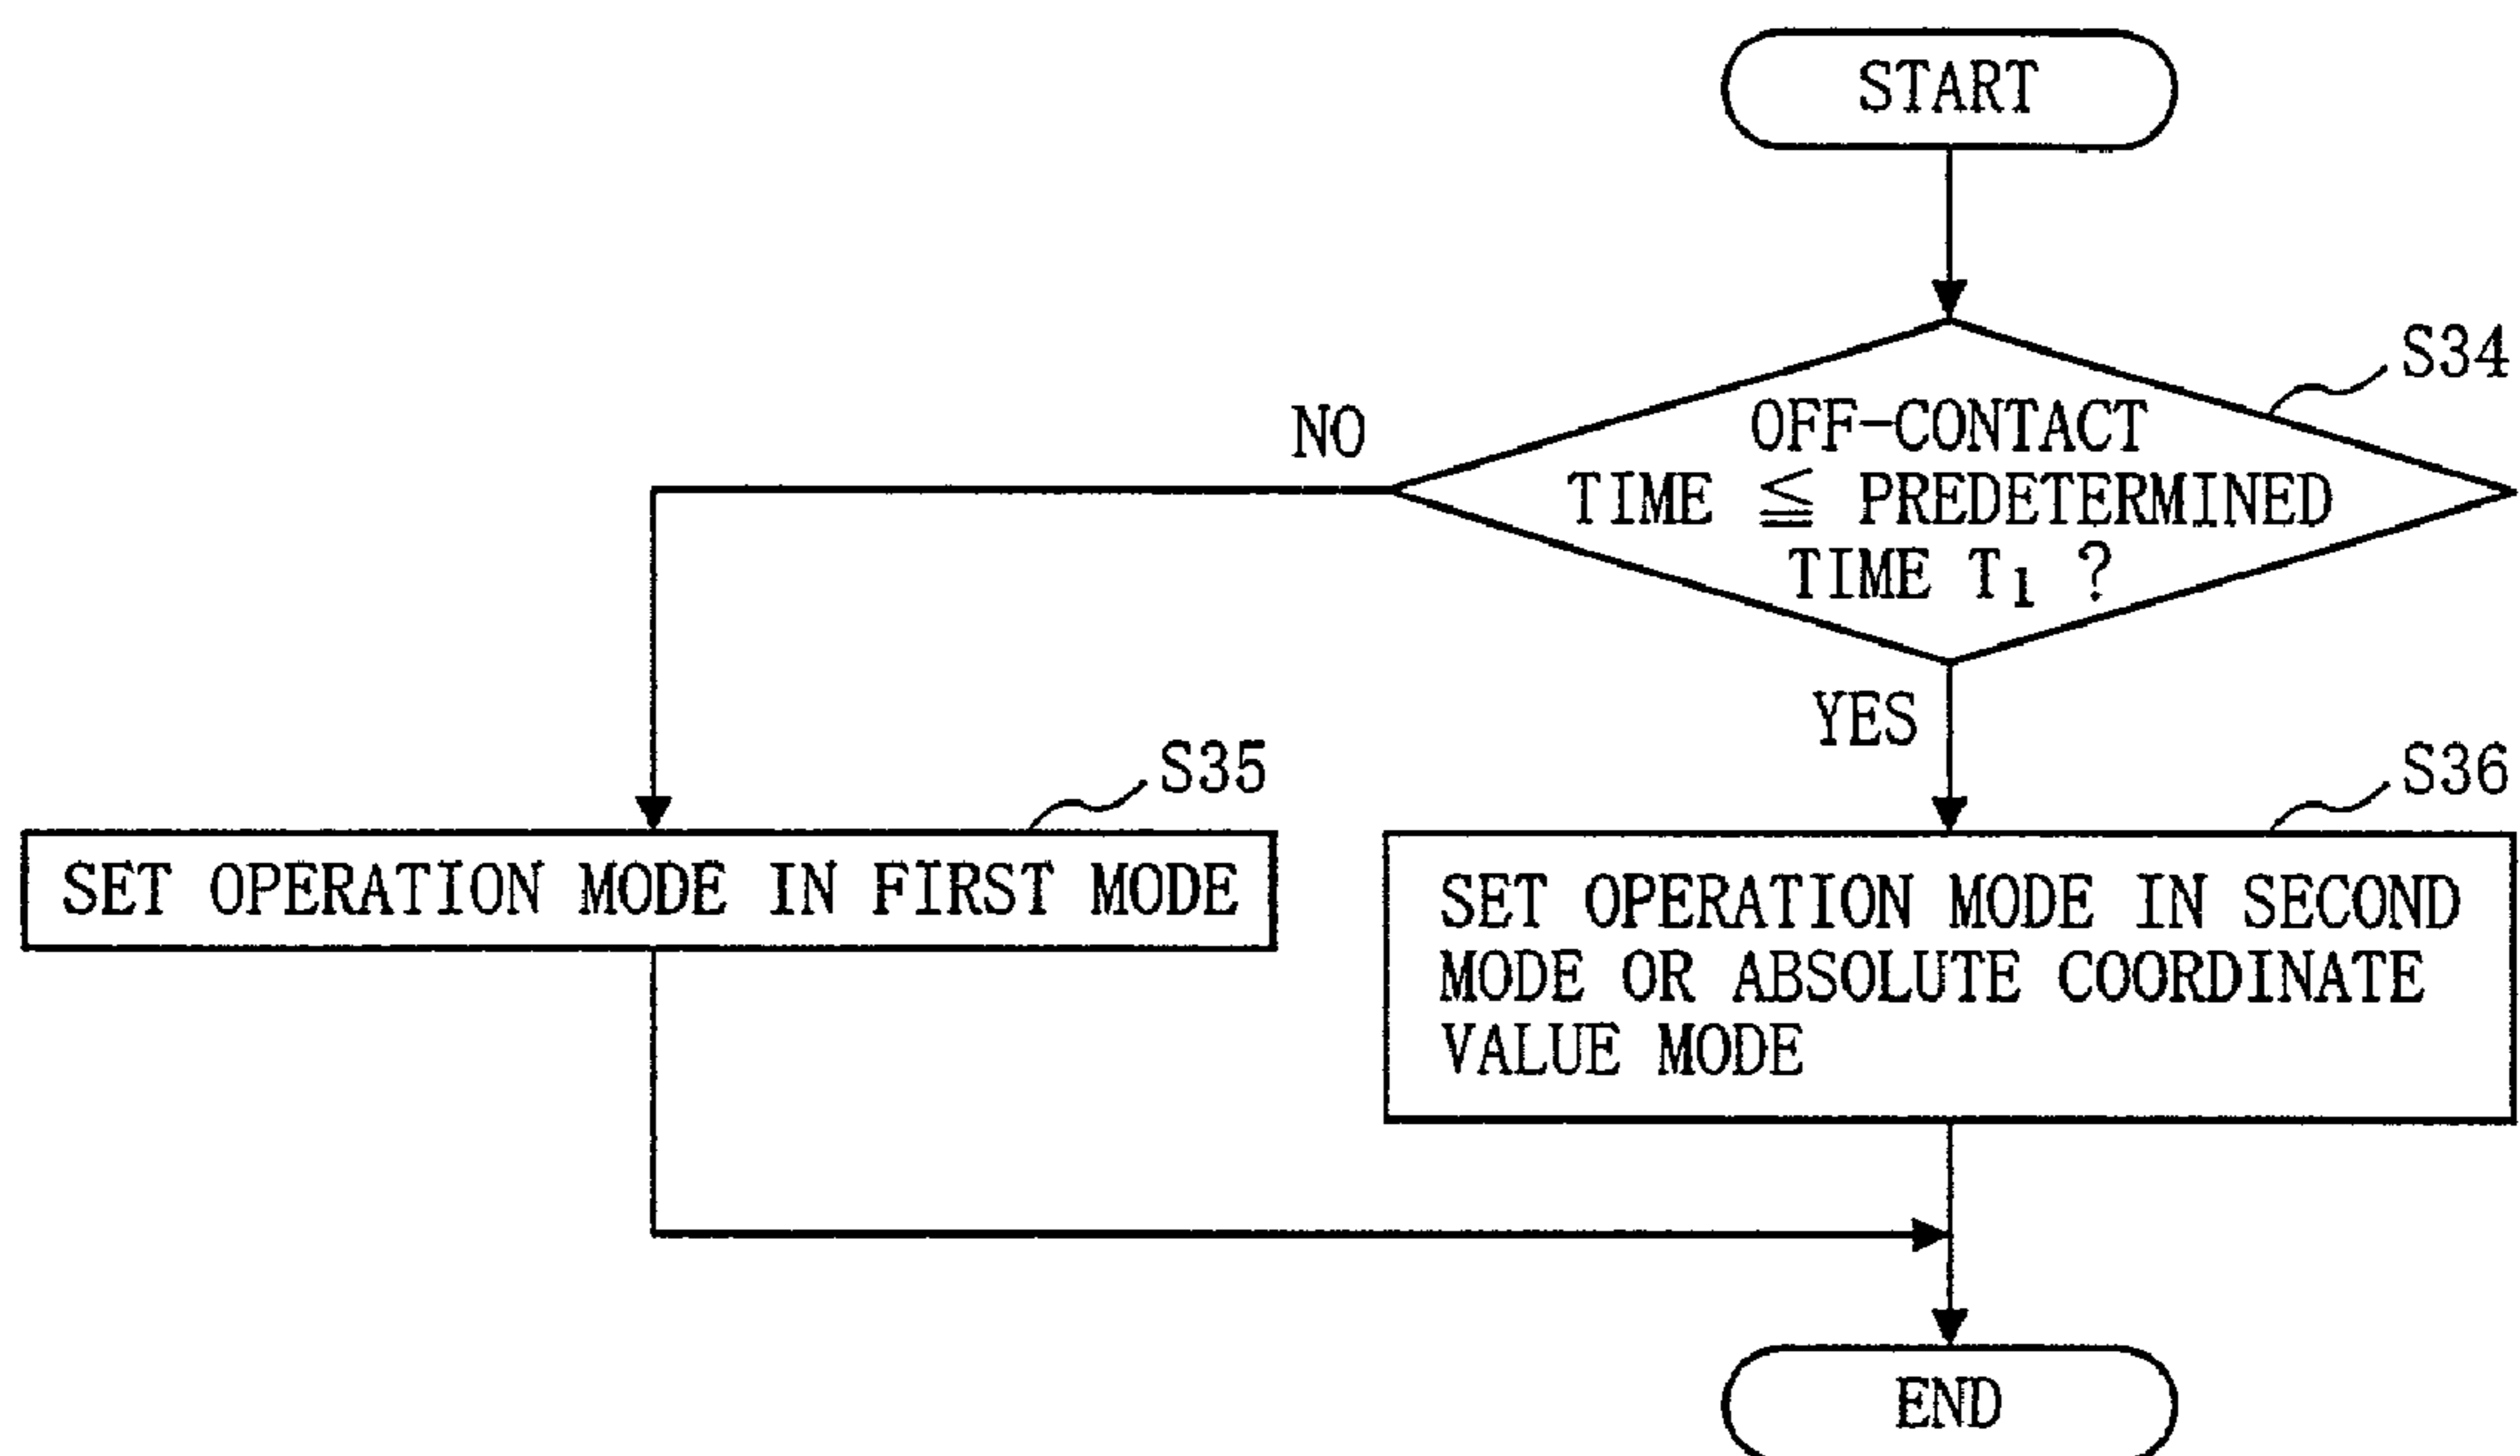 START
S34
OFF-CONTACT
TIME ≦ PREDETERMINED
TIME T₁ ?
NO
YES
S35
SET OPERATION MODE IN FIRST MODE
S36
SET OPERATION MODE IN SECOND
MODE OR ABSOLUTE COORDINATE
VALUE MODE
END